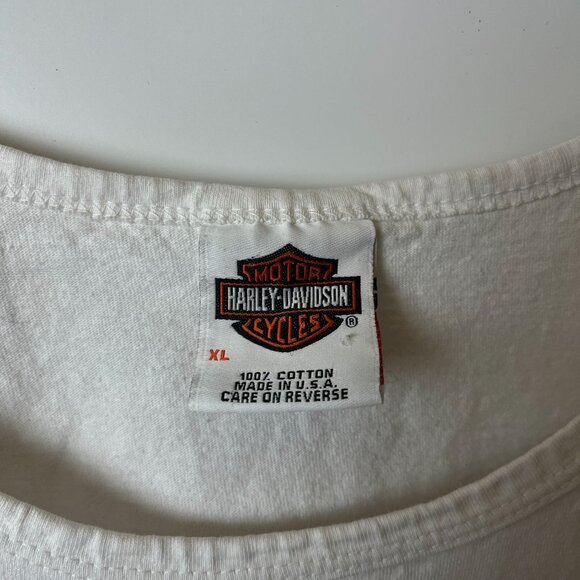 MOTOR
HARLEY-DAVIDSON
CYCLES
®
XL
100% COTTON
MADE IN U.S.A.
CARE ON REVERSE